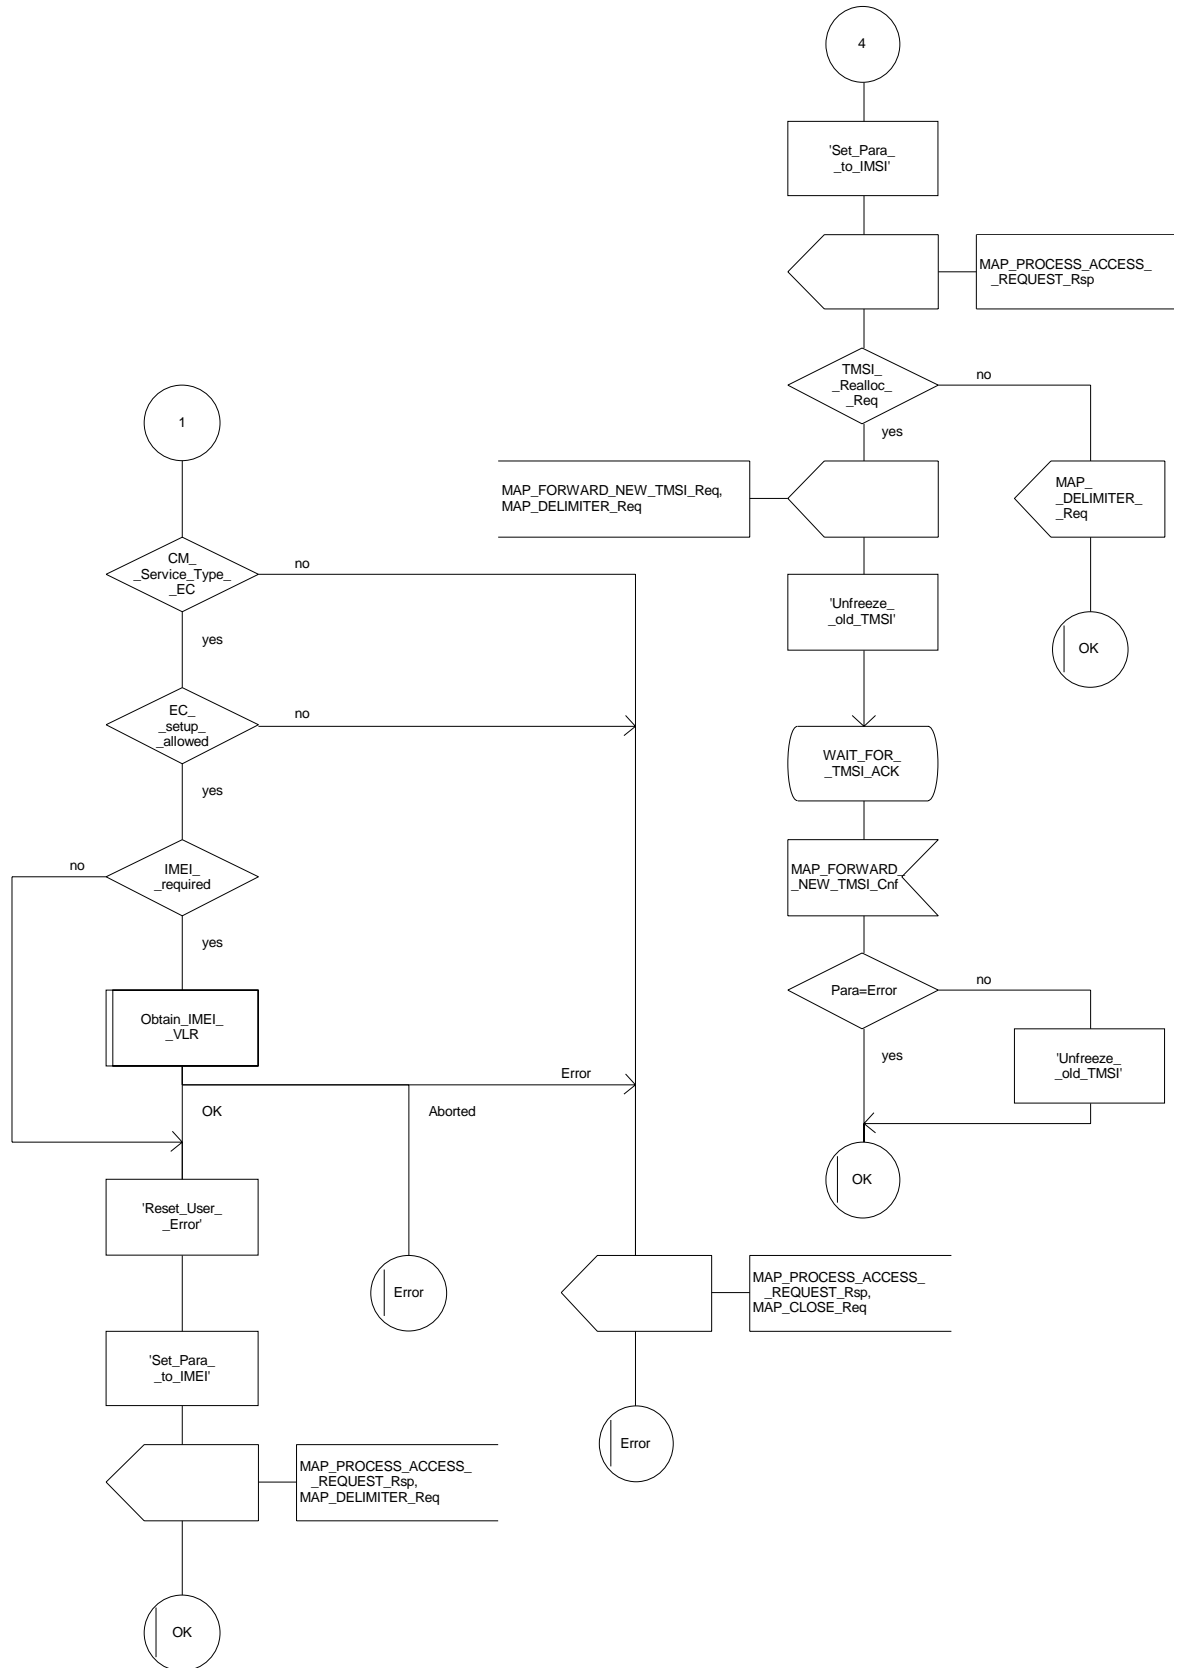 4
'Set_Para_
_to_IMSI'
MAP_PROCESS_ACCESS_
_REQUEST_Rsp
TMSI_
_Realloc_
_Req
no
yes
MAP_FORWARD_NEW_TMSI_Req,
MAP_DELIMITER_Req
MAP_
_DELIMITER_
_Req
'Unfreeze_
_old_TMSI'
OK
WAIT_FOR_
_TMSI_ACK
MAP_FORWARD_
_NEW_TMSI_Cnf
Para=Error
no
yes
'Unfreeze_
_old_TMSI'
OK
1
CM_
_Service_Type_
_EC
no
yes
EC_
_setup_
_allowed
no
yes
IMEI_
_required
no
yes
Obtain_IMEI_
_VLR
Error
OK
Aborted
'Reset_User_
_Error'
Error
MAP_PROCESS_ACCESS_
_REQUEST_Rsp,
MAP_CLOSE_Req
'Set_Para_
_to_IMEI'
Error
MAP_PROCESS_ACCESS_
_REQUEST_Rsp,
MAP_DELIMITER_Req
OK